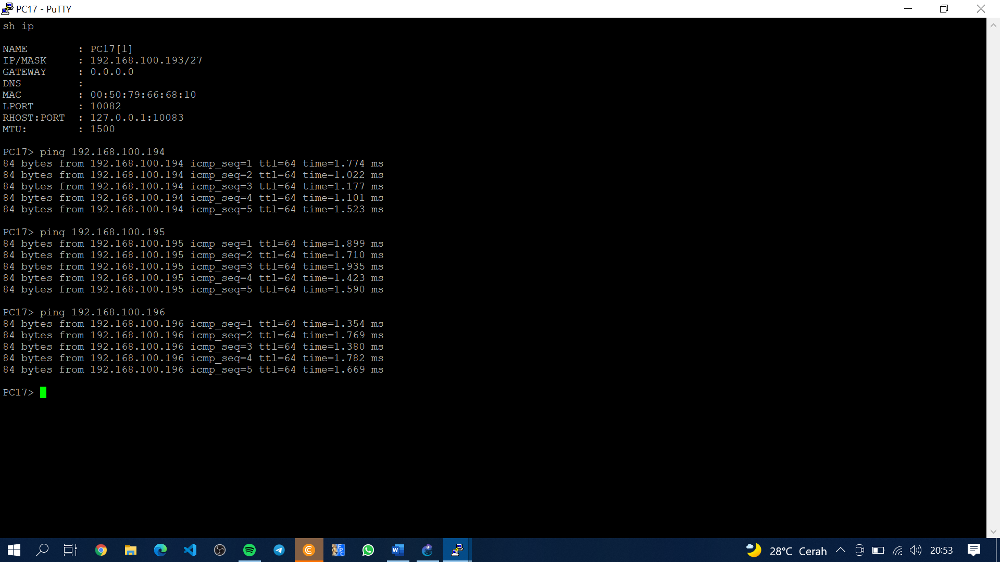 PC17 - PuTTY
sh ip
NAME : PC17[1]
IP/MASK : 192.168.100.193/27
GATEWAY : 0.0.0.0
DNS :
MAC : 00:50:79:66:68:10
LPORT : 10082
RHOST:PORT : 127.0.0.1:10083
MTU: : 1500
PC17> ping 192.168.100.194
84 bytes from 192.168.100.194 icmp_seq=1 ttl=64 time=1.774 ms
84 bytes from 192.168.100.194 icmp_seq=2 ttl=64 time=1.022 ms
84 bytes from 192.168.100.194 icmp_seq=3 ttl=64 time=1.177 ms
84 bytes from 192.168.100.194 icmp_seq=4 ttl=64 time=1.101 ms
84 bytes from 192.168.100.194 icmp_seq=5 ttl=64 time=1.523 ms
PC17> ping 192.168.100.195
84 bytes from 192.168.100.195 icmp_seq=1 ttl=64 time=1.899 ms
84 bytes from 192.168.100.195 icmp_seq=2 ttl=64 time=1.710 ms
84 bytes from 192.168.100.195 icmp_seq=3 ttl=64 time=1.935 ms
84 bytes from 192.168.100.195 icmp_seq=4 ttl=64 time=1.423 ms
84 bytes from 192.168.100.195 icmp_seq=5 ttl=64 time=1.590 ms
PC17> ping 192.168.100.196
84 bytes from 192.168.100.196 icmp_seq=1 ttl=64 time=1.354 ms
84 bytes from 192.168.100.196 icmp_seq=2 ttl=64 time=1.769 ms
84 bytes from 192.168.100.196 icmp_seq=3 ttl=64 time=1.380 ms
84 bytes from 192.168.100.196 icmp_seq=4 ttl=64 time=1.782 ms
84 bytes from 192.168.100.196 icmp_seq=5 ttl=64 time=1.669 ms
PC17>
28°C Cerah 20:53